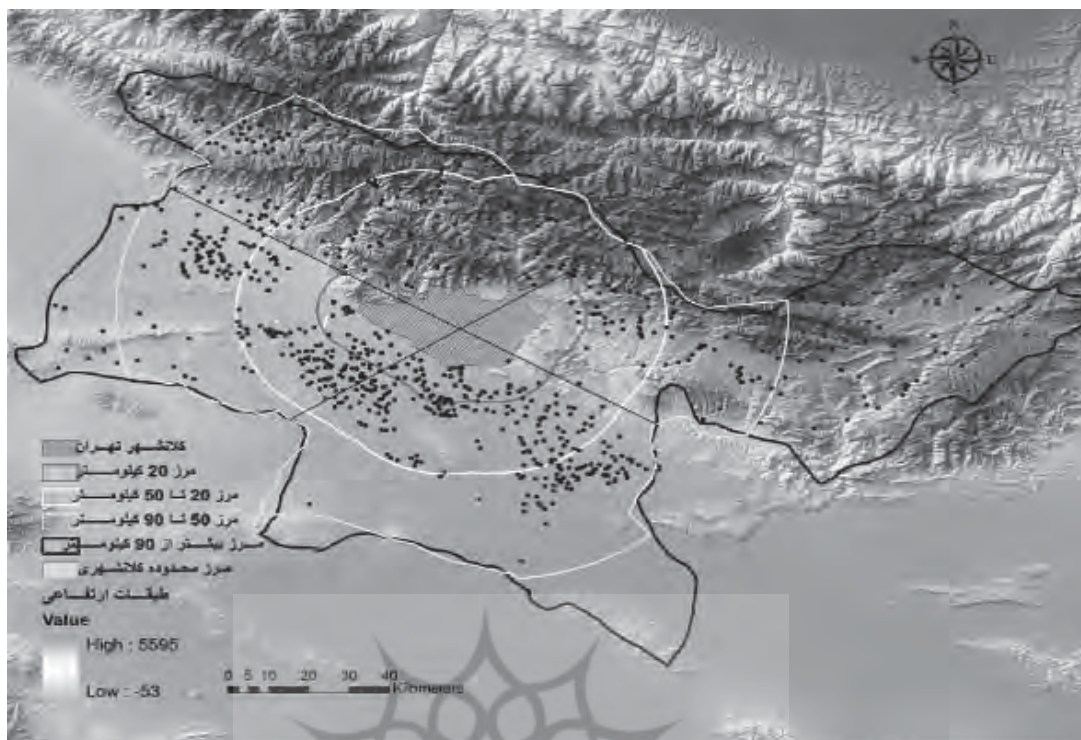 N
کلانشهر تهران
مرز 20 کیلومتر
مرز 20 تا 50 کیلومتر
مرز 50 تا 90 کیلومتر
مرز بیشتر از 90 کیلومتر
مرز محدوده کلانشهری
طبقات ارتفاعی
Value
High : 5595
Low : -53
0 5 10 20 30 40
Kilometers